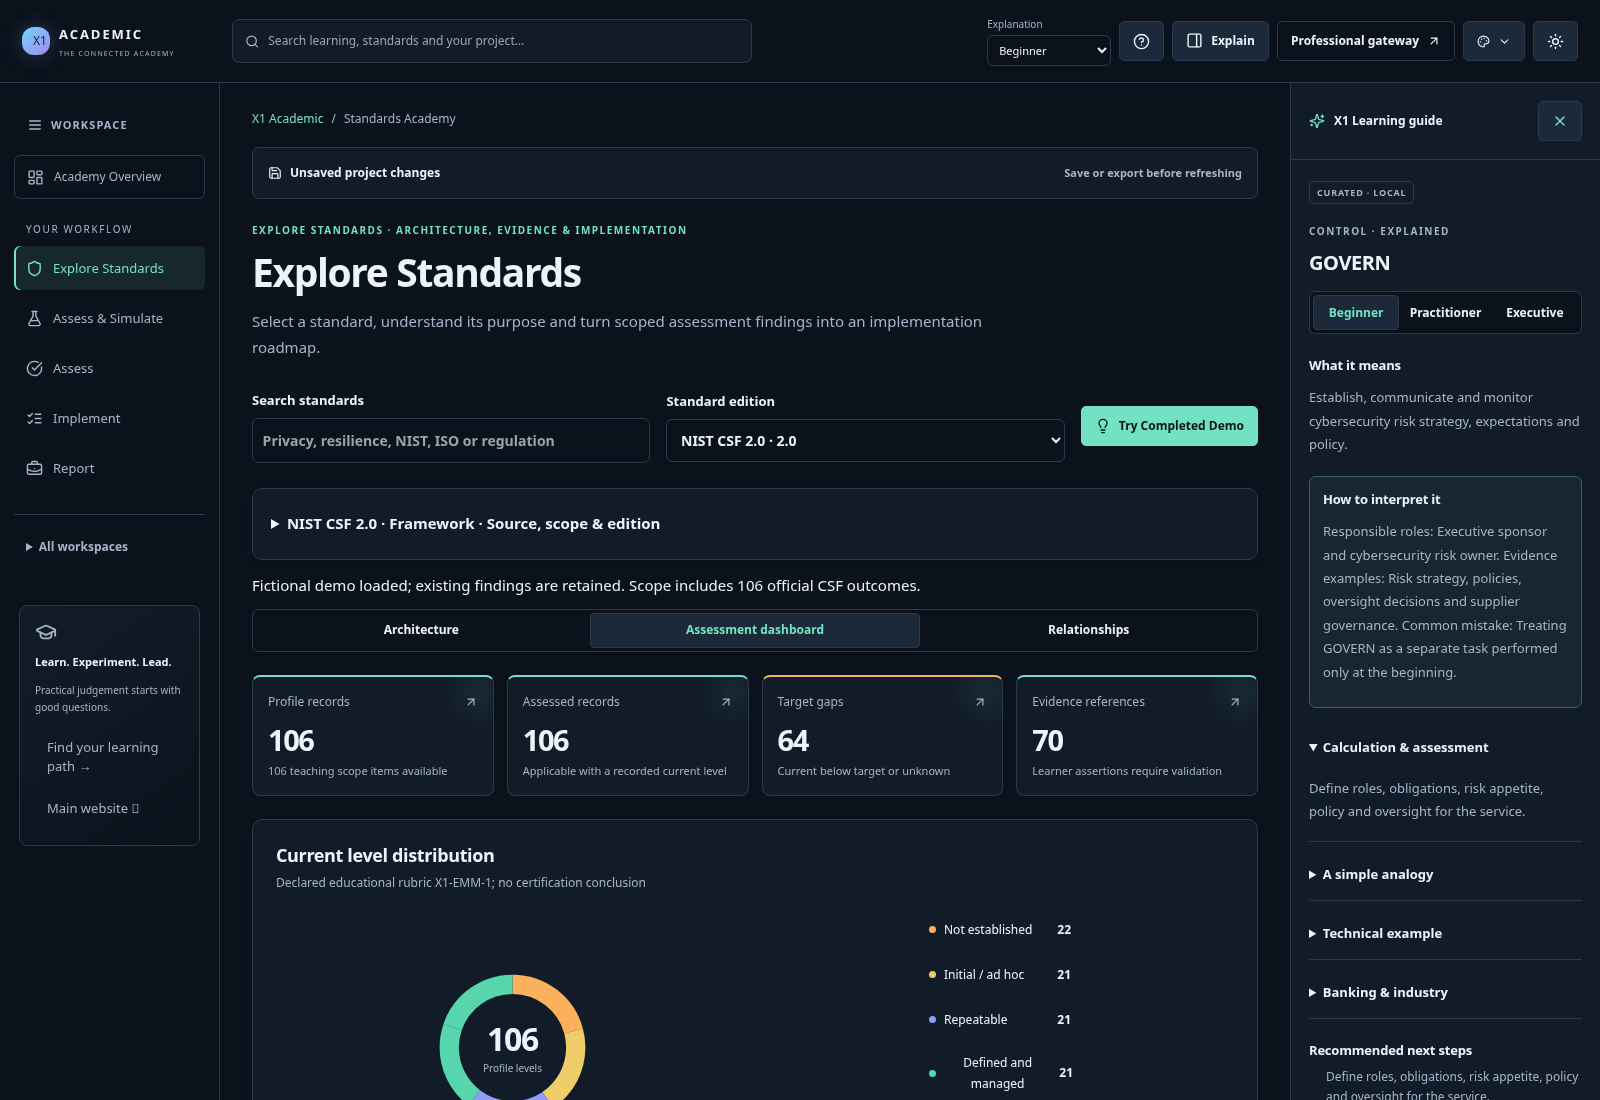 X1
ACADEMIC
THE CONNECTED ACADEMY
Search learning, standards and your project...
Explanation
Beginner
Explain
Professional gateway
WORKSPACE
Academy Overview
YOUR WORKFLOW
Explore Standards
Assess & Simulate
Assess
Implement
Report
All workspaces
Learn. Experiment. Lead.
Practical judgement starts with
good questions.
Find your learning
path →
Main website
X1 Academic / Standards Academy
Unsaved project changes
Save or export before refreshing
EXPLORE STANDARDS · ARCHITECTURE, EVIDENCE & IMPLEMENTATION
Explore Standards
Select a standard, understand its purpose and turn scoped assessment findings into an implementation
roadmap.
Search standards
Privacy, resilience, NIST, ISO or regulation
Standard edition
NIST CSF 2.0 · 2.0
Try Completed Demo
NIST CSF 2.0 · Framework · Source, scope & edition
Fictional demo loaded; existing findings are retained. Scope includes 106 official CSF outcomes.
Architecture
Assessment dashboard
Relationships
Profile records
106
106 teaching scope items available
Assessed records
106
Applicable with a recorded current level
Target gaps
64
Current below target or unknown
Evidence references
70
Learner assertions require validation
Current level distribution
Declared educational rubric X1-EMM-1; no certification conclusion
106
Profile levels
Not established 22
Initial / ad hoc 21
Repeatable 21
Defined and
managed 21
X1 Learning guide
CURATED · LOCAL
CONTROL · EXPLAINED
GOVERN
Beginner
Practitioner
Executive
What it means
Establish, communicate and monitor
cybersecurity risk strategy, expectations and
policy.
How to interpret it
Responsible roles: Executive sponsor
and cybersecurity risk owner. Evidence
examples: Risk strategy, policies,
oversight decisions and supplier
governance. Common mistake: Treating
GOVERN as a separate task performed
only at the beginning.
Calculation & assessment
Define roles, obligations, risk appetite,
policy and oversight for the service.
A simple analogy
Technical example
Banking & industry
Recommended next steps
Define roles, obligations, risk appetite, policy
and oversight for the service.